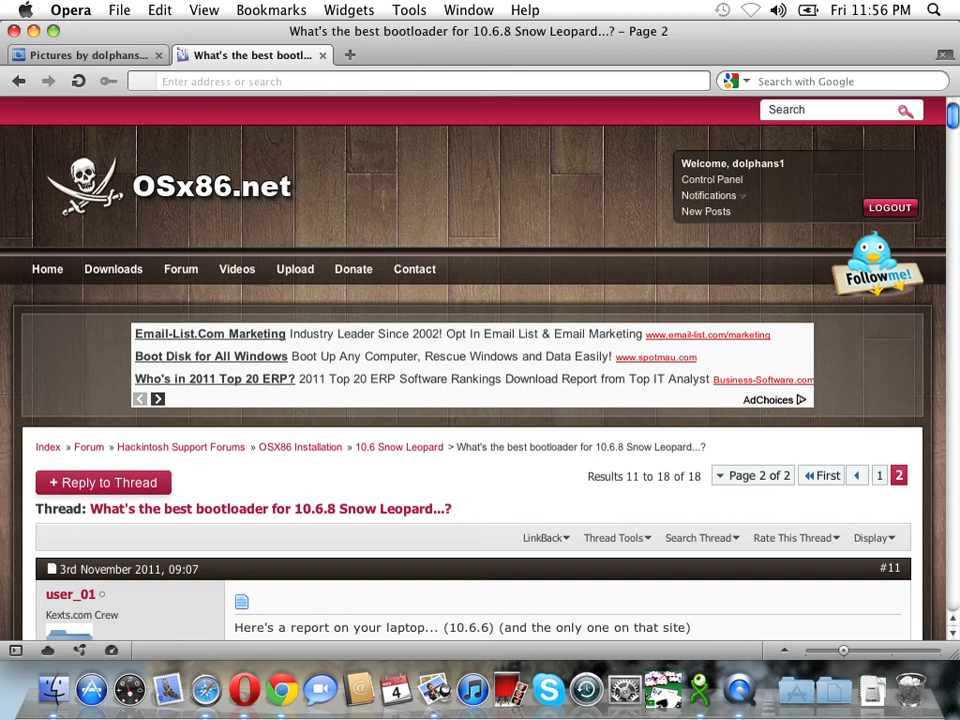 Opera File Edit View Bookmarks Widgets Tools Window Help Fri 11:56 PM
What's the best bootloader for 10.6.8 Snow Leopard...? – Page 2
Pictures by dolphans... What's the best bootl...
Enter address or search Search with Google
Search
Welcome, dolphans1
Control Panel
Notifications
New Posts
LOGOUT
OSx86.net
Home Downloads Forum Videos Upload Donate Contact
Follow me!
Email-List.Com Marketing Industry Leader Since 2002! Opt In Email List & Email Marketing www.email-list.com/marketing
Boot Disk for All Windows Boot Up Any Computer, Rescue Windows and Data Easily! www.spotmau.com
Who's in 2011 Top 20 ERP? 2011 Top 20 ERP Software Rankings Download Report from Top IT Analyst Business-Software.com
AdChoices
Index » Forum » Hackintosh Support Forums » OSX86 Installation » 10.6 Snow Leopard > What's the best bootloader for 10.6.8 Snow Leopard...?
+ Reply to Thread Results 11 to 18 of 18 Page 2 of 2 First 1 2
Thread: What's the best bootloader for 10.6.8 Snow Leopard...?
LinkBack Thread Tools Search Thread Rate This Thread Display
3rd November 2011, 09:07 #11
user_01
Kexts.com Crew
Here's a report on your laptop... (10.6.6) (and the only one on that site)
4